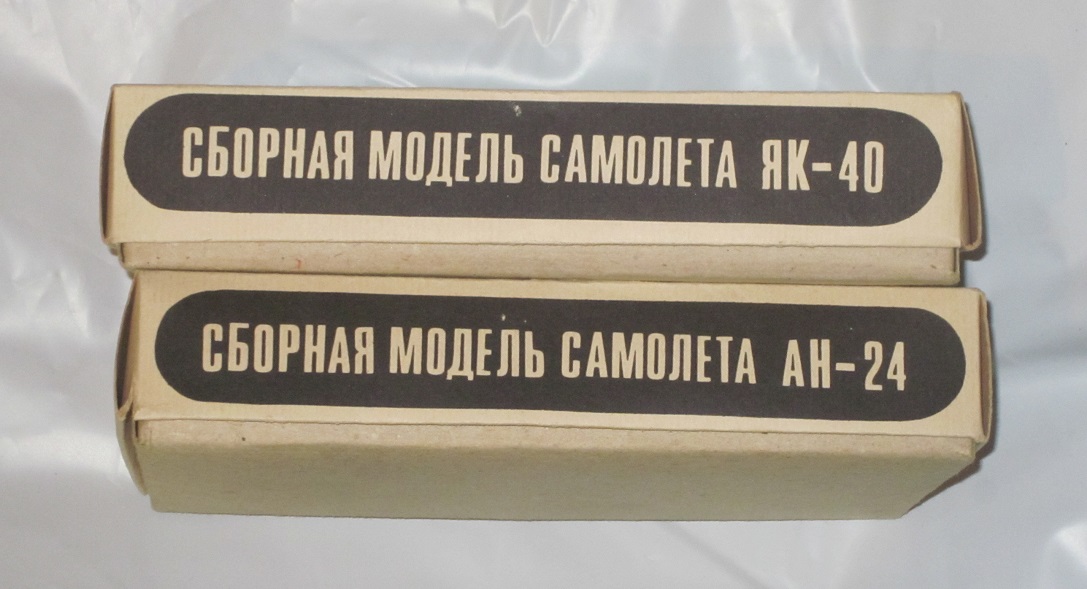 СБОРНАЯ МОДЕЛЬ САМОЛЕТА ЯК-40
СБОРНАЯ МОДЕЛЬ САМОЛЕТА АН-24